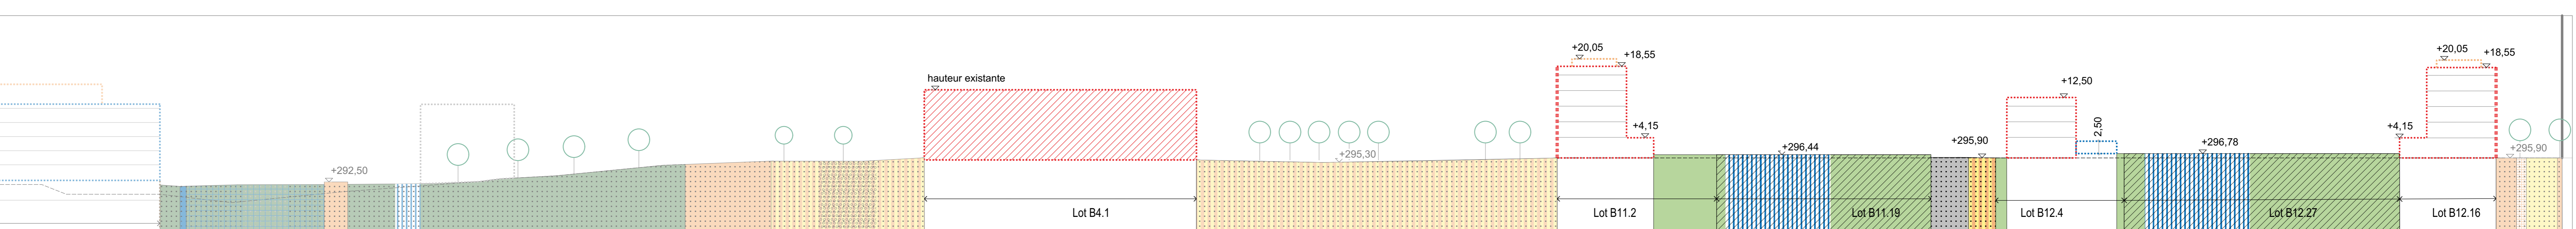 +20,05
+18,55
+20,05
+18,55
hauteur existante
+12,50
+4,15
2,50
+4,15
+295,90
+296,44
+296,78
+295,90
+295,30
+292,50
Lot B4.1
Lot B11.2
Lot B11.19
Lot B12.4
Lot B12.27
Lot B12.16